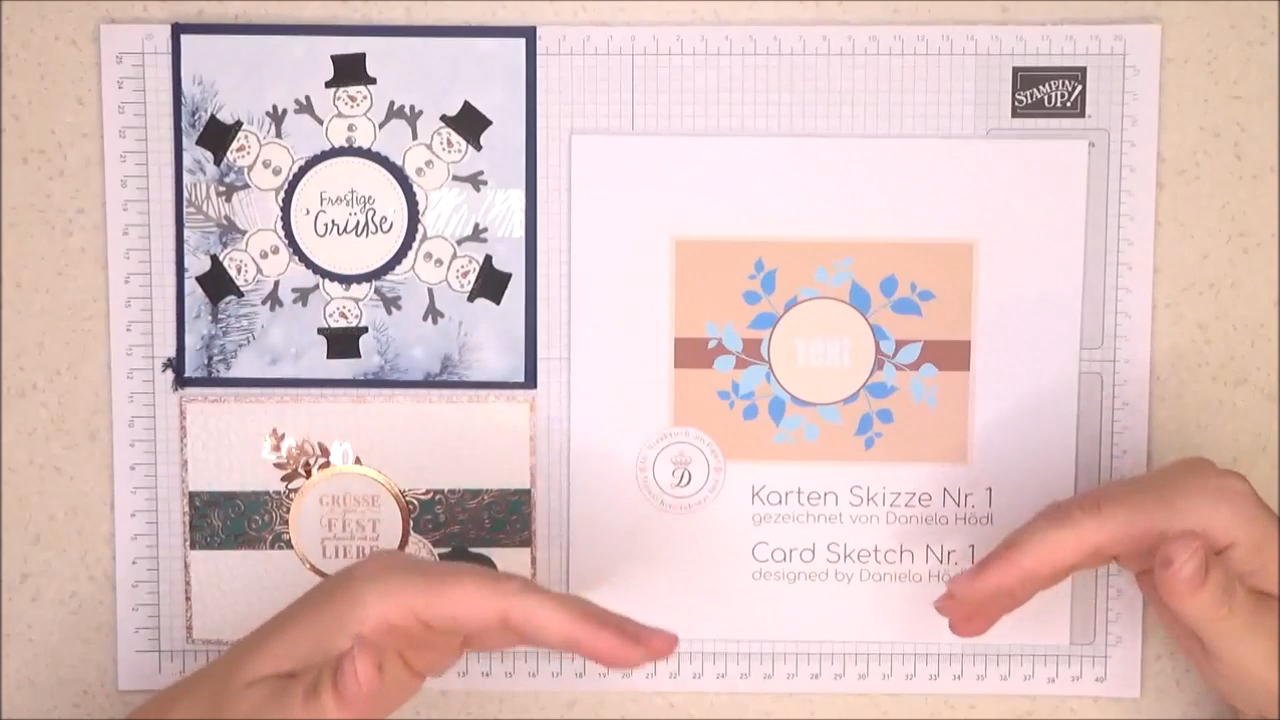 STAMPIN' UP!
Frostige
Grüße
GRÜSSE
FEST
LIEBE
TEXT
D
Karten Skizze Nr. 1
gezeichnet von Daniela Hödl
Card Sketch Nr. 1
designed by Daniela